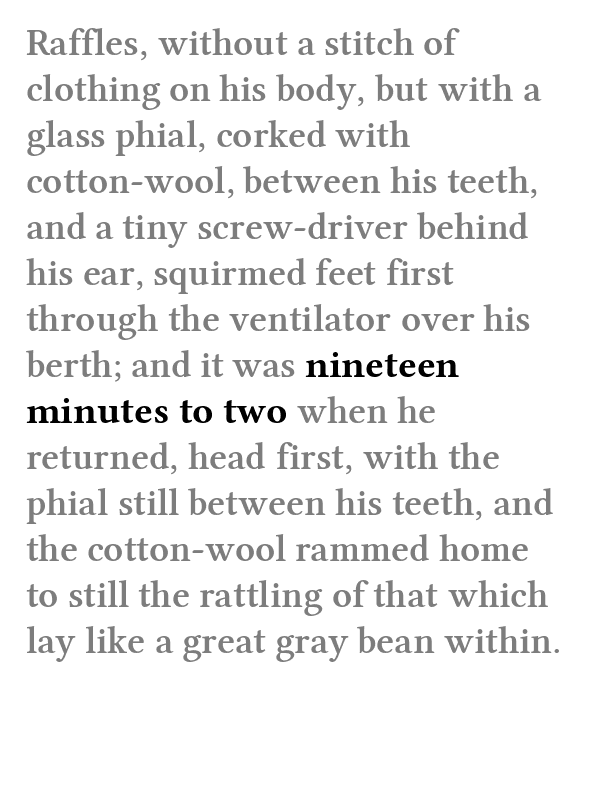 Raffles, without a stitch of
clothing on his body, but with a
glass phial, corked with
cotton-wool, between his teeth,
and a tiny screw-driver behind
his ear, squirmed feet first
through the ventilator over his
berth; and it was nineteen
minutes to two when he
returned, head first, with the
phial still between his teeth, and
the cotton-wool rammed home
to still the rattling of that which
lay like a great gray bean within.